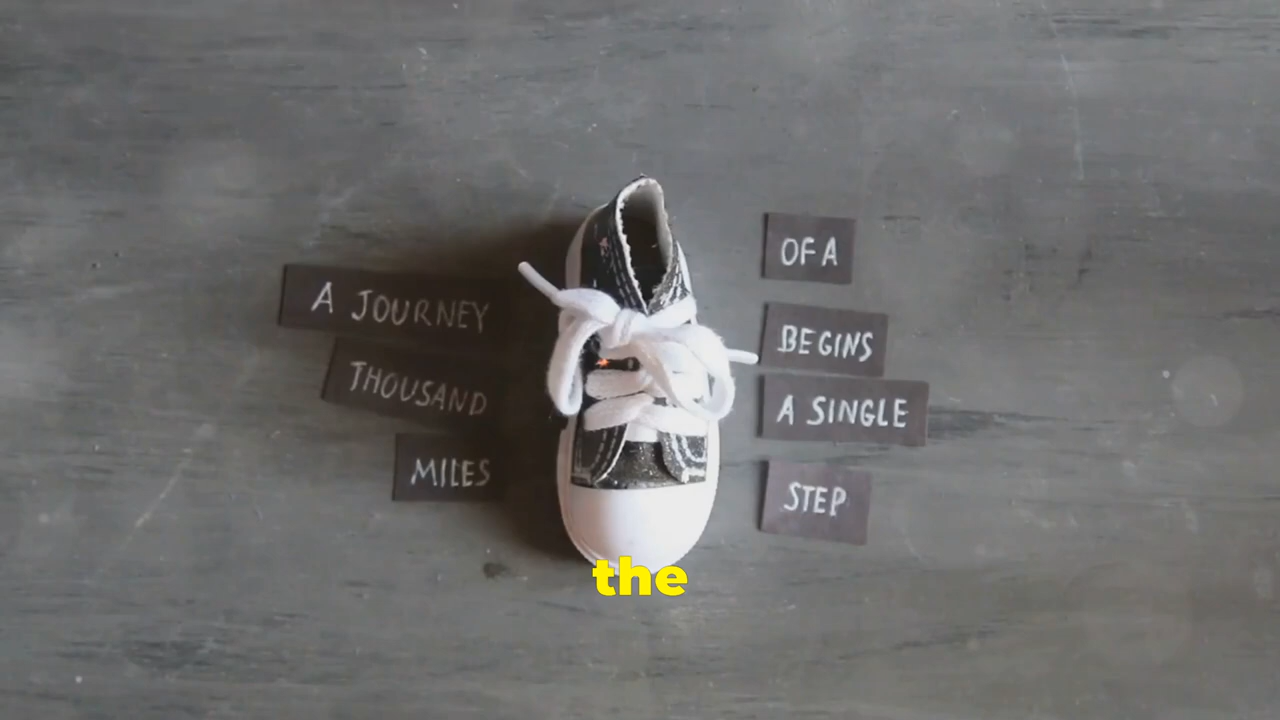 A JOURNEY
THOUSAND
MILES
OF A
BEGINS
A SINGLE
STEP
the